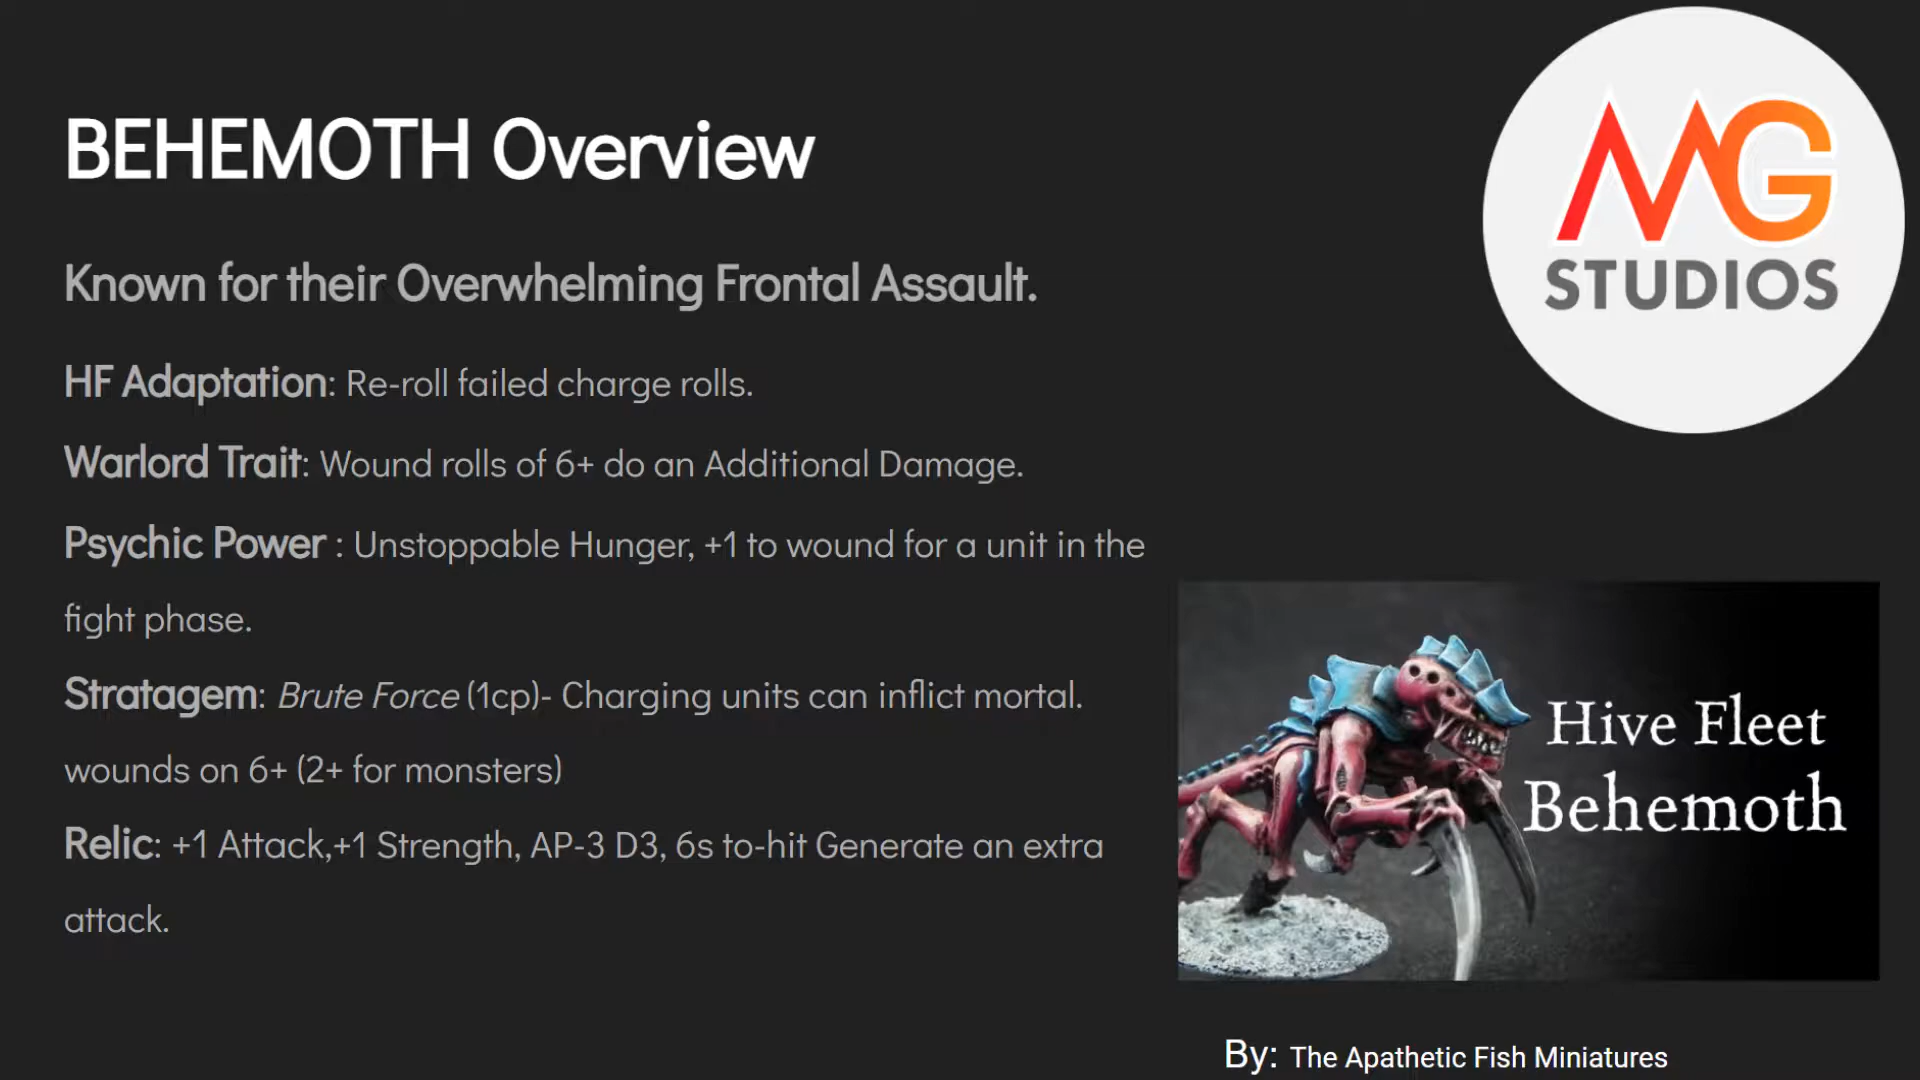 BEHEMOTH Overview
MG
STUDIOS
Known for their Overwhelming Frontal Assault.
HF Adaptation: Re-roll failed charge rolls.
Warlord Trait: Wound rolls of 6+ do an Additional Damage.
Psychic Power : Unstoppable Hunger, +1 to wound for a unit in the
fight phase.
Stratagem: Brute Force (1cp)- Charging units can inflict mortal.
wounds on 6+ (2+ for monsters)
Relic: +1 Attack,+1 Strength, AP-3 D3, 6s to-hit Generate an extra
attack.
Hive Fleet
Behemoth
By: The Apathetic Fish Miniatures